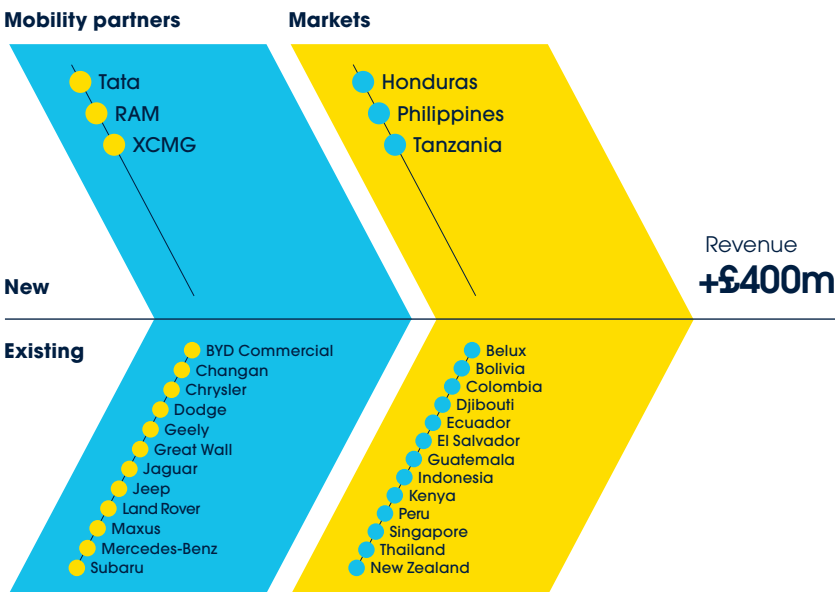 Mobility partners
Markets
Tata
RAM
XCMG
Honduras
Philippines
Tanzania
Revenue
+£400m
New
Existing
BYD Commercial
Changan
Chrysler
Dodge
Geely
Great Wall
Jaguar
Jeep
Land Rover
Maxus
Mercedes-Benz
Subaru
Belux
Bolivia
Colombia
Djibouti
Ecuador
El Salvador
Guatemala
Indonesia
Kenya
Peru
Singapore
Thailand
New Zealand